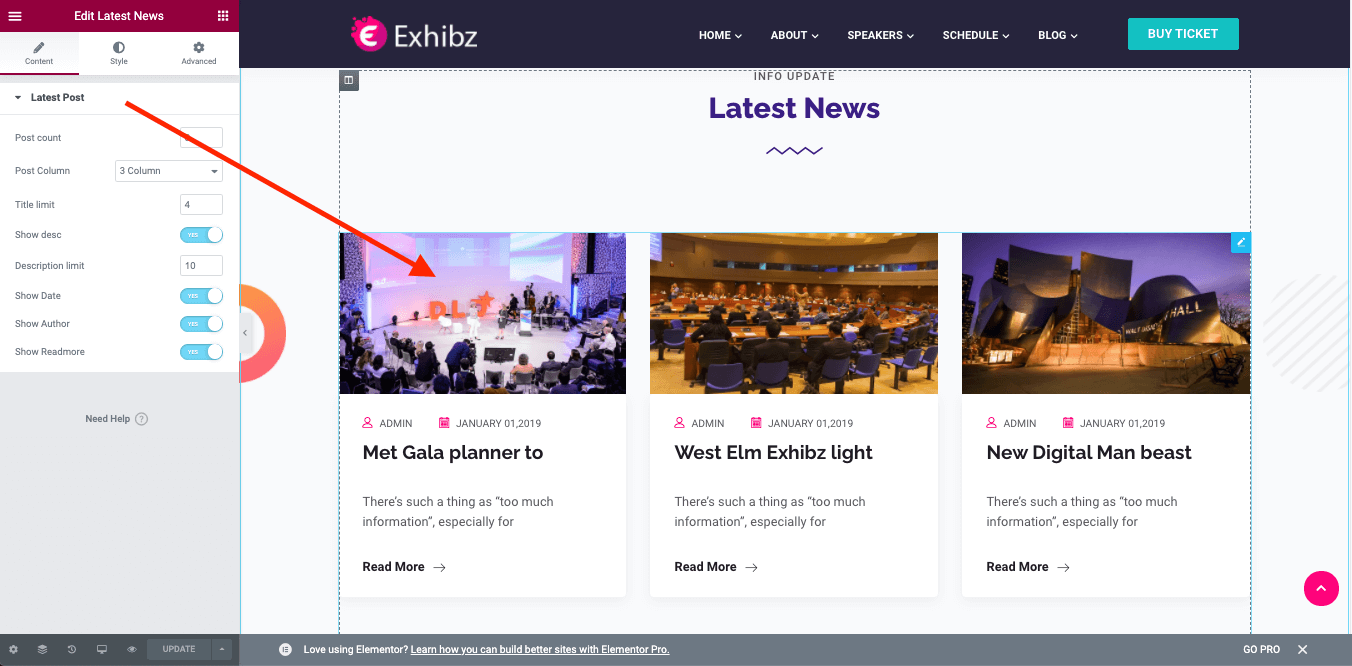 Edit Latest News
Content
Style
Advanced
Latest Post
Post count
Post Column
3 Column
Title limit
4
Show desc
YES
Description limit
10
Show Date
YES
Show Author
YES
Show Readmore
YES
Need Help ?
UPDATE
Exhibz
HOME
ABOUT
SPEAKERS
SCHEDULE
BLOG
BUY TICKET
INFO UPDATE
Latest News
ADMIN
JANUARY 01,2019
Met Gala planner to
There’s such a thing as “too much
information”, especially for
Read More
ADMIN
JANUARY 01,2019
West Elm Exhibz light
There’s such a thing as “too much
information”, especially for
Read More
HALL
ADMIN
JANUARY 01,2019
New Digital Man beast
There’s such a thing as “too much
information”, especially for
Read More
Love using Elementor? Learn how you can build better sites with Elementor Pro.
GO PRO